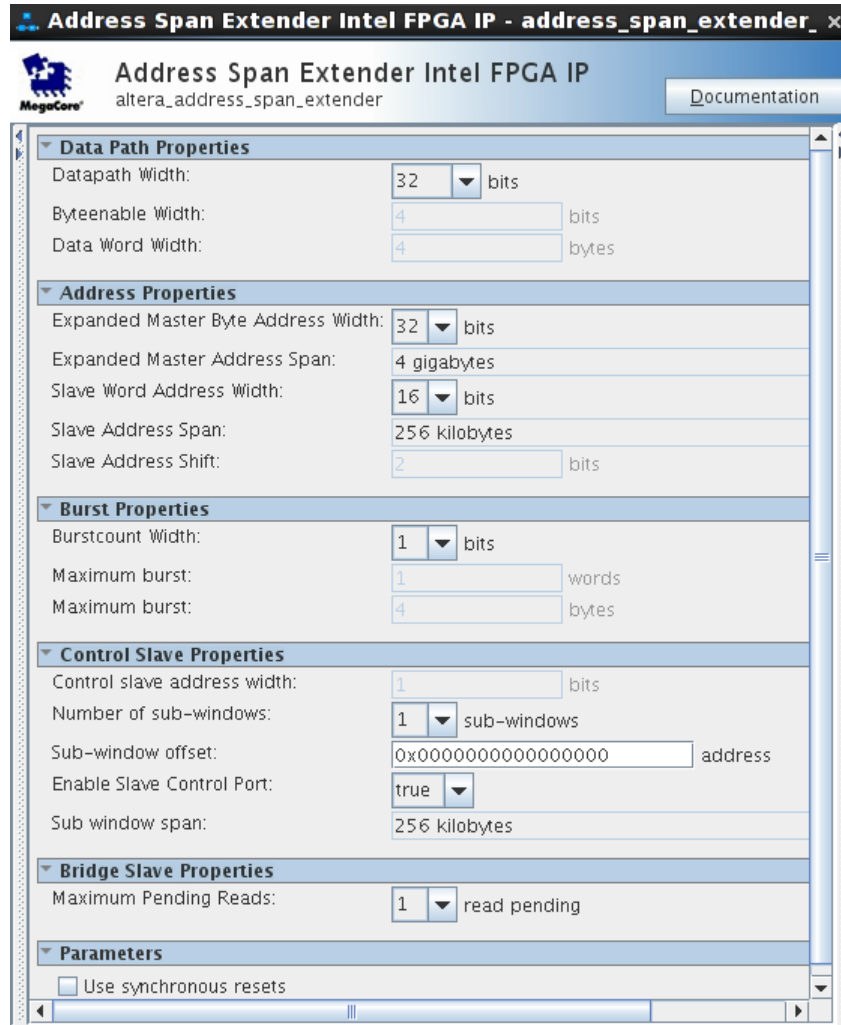 Address Span Extender Intel FPGA IP - address_span_extender_ ×
Address Span Extender Intel FPGA IP
MegaCore® altera_address_span_extender Documentation
Data Path Properties
Datapath Width: 32 bits
Byteenable Width: 4 bits
Data Word Width: 4 bytes
Address Properties
Expanded Master Byte Address Width: 32 bits
Expanded Master Address Span: 4 gigabytes
Slave Word Address Width: 16 bits
Slave Address Span: 256 kilobytes
Slave Address Shift: 2 bits
Burst Properties
Burstcount Width: 1 bits
Maximum burst: 1 words
Maximum burst: 4 bytes
Control Slave Properties
Control slave address width: 1 bits
Number of sub-windows: 1 sub-windows
Sub-window offset: 0x0000000000000000 address
Enable Slave Control Port: true
Sub window span: 256 kilobytes
Bridge Slave Properties
Maximum Pending Reads: 1 read pending
Parameters
Use synchronous resets